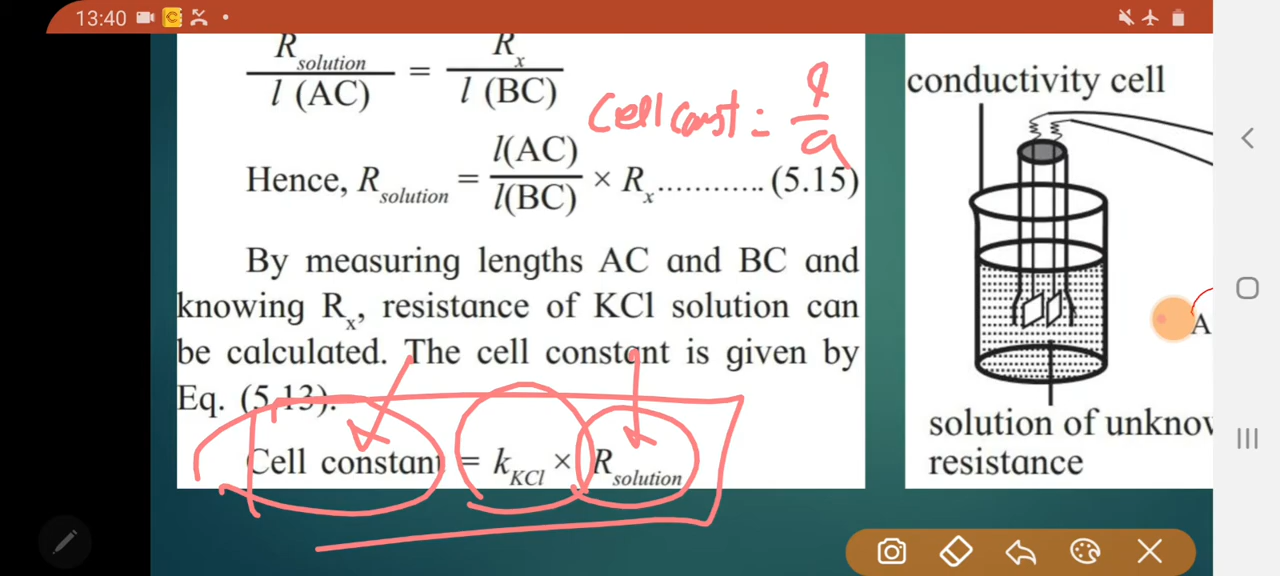 13:40
R_solution / l (AC) = R_x / l (BC)
cell const = l/a
Hence, R_solution = l(AC)/l(BC) × R_x ............ (5.15)
By measuring lengths AC and BC and
knowing R_x, resistance of KCl solution can
be calculated. The cell constant is given by
Eq. (5.13).
Cell constant = k_KCl × R_solution
conductivity cell
A
solution of unknow
resistance